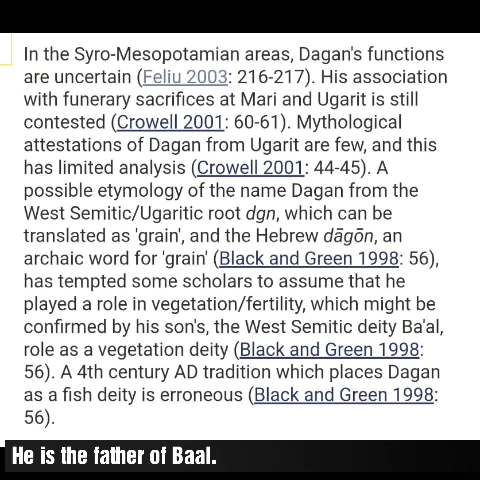 In the Syro-Mesopotamian areas, Dagan's functions
are uncertain (Feliu 2003: 216-217). His association
with funerary sacrifices at Mari and Ugarit is still
contested (Crowell 2001: 60-61). Mythological
attestations of Dagan from Ugarit are few, and this
has limited analysis (Crowell 2001: 44-45). A
possible etymology of the name Dagan from the
West Semitic/Ugaritic root dgn, which can be
translated as 'grain', and the Hebrew dāgōn, an
archaic word for 'grain' (Black and Green 1998: 56),
has tempted some scholars to assume that he
played a role in vegetation/fertility, which might be
confirmed by his son's, the West Semitic deity Ba'al,
role as a vegetation deity (Black and Green 1998:
56). A 4th century AD tradition which places Dagan
as a fish deity is erroneous (Black and Green 1998:
56).
He is the father of Baal.